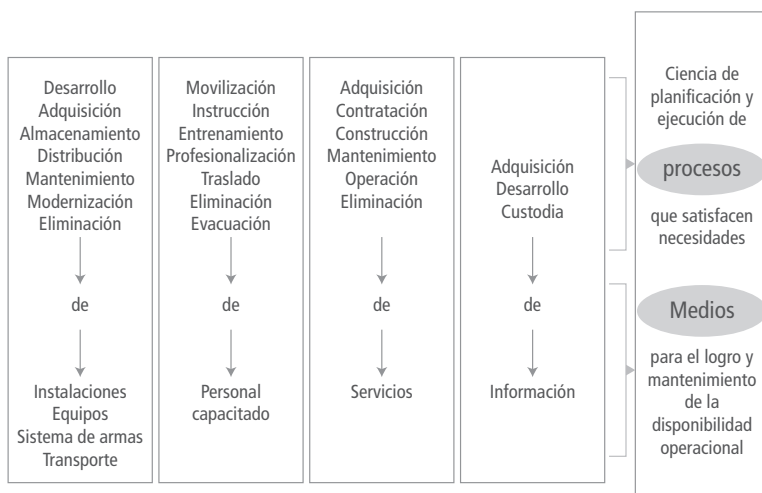 Desarrollo
Adquisición
Almacenamiento
Distribución
Mantenimiento
Modernización
Eliminación
de
Instalaciones
Equipos
Sistema de armas
Transporte
Movilización
Instrucción
Entrenamiento
Profesionalización
Traslado
Eliminación
Evacuación
de
Personal
capacitado
Adquisición
Contratación
Construcción
Mantenimiento
Operación
Eliminación
de
Servicios
Adquisición
Desarrollo
Custodia
de
Información
Ciencia de
planificación y
ejecución de
procesos
que satisfacen
necesidades
Medios
para el logro y
mantenimiento
de la
disponibilidad
operacional